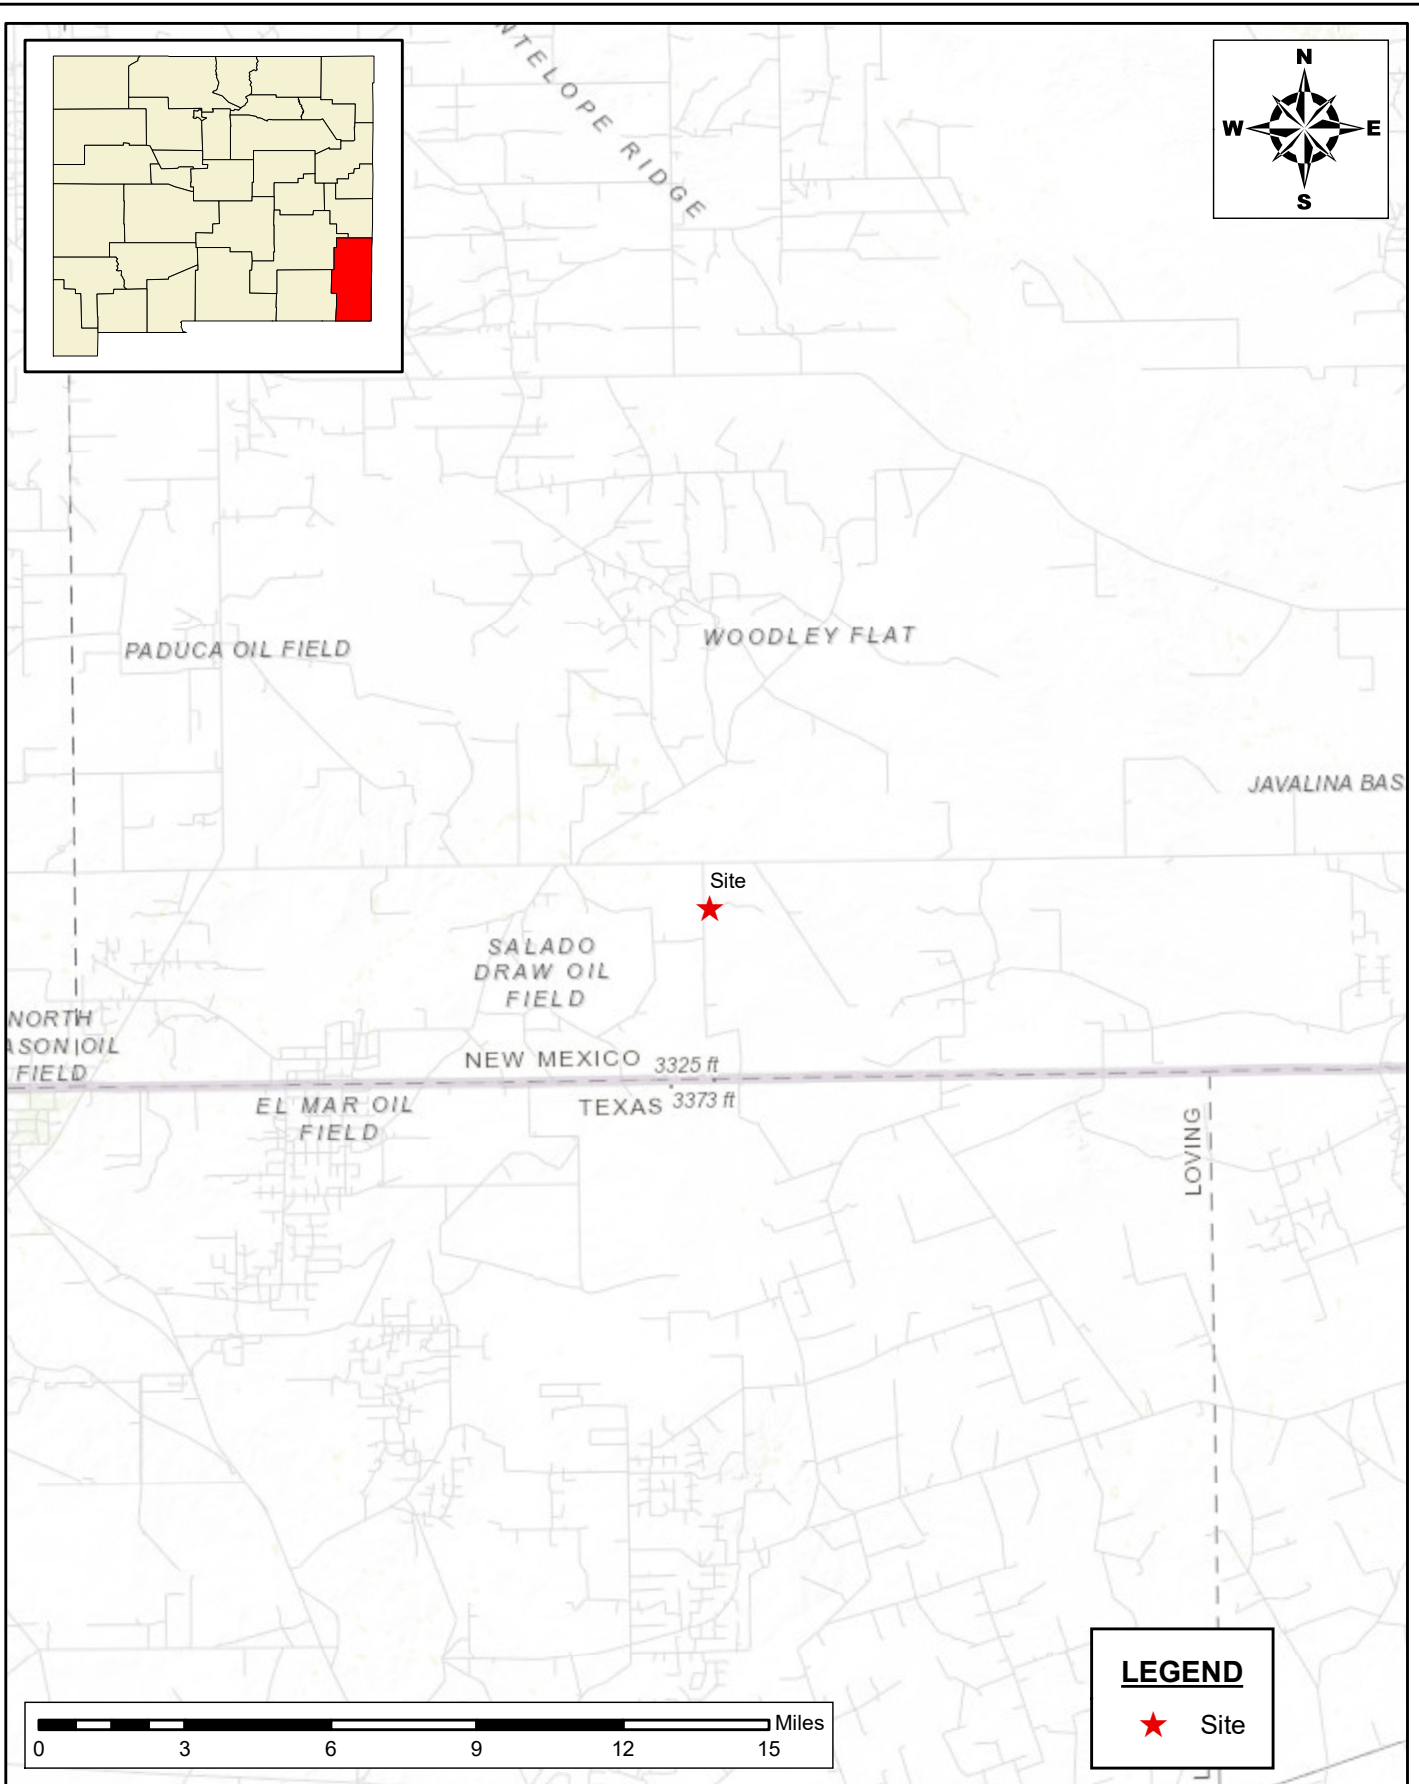 NTELOPE RIDGE
N
W E
S
PADUCA OIL FIELD
WOODLEY FLAT
JAVALINA BAS
Site
SALADO
DRAW OIL
FIELD
NORTH
ASON OIL
FIELD
NEW MEXICO
3325 ft
TEXAS
3373 ft
EL MAR OIL
FIELD
LOVING
LEGEND
Site
Miles
0 3 6 9 12 15
L